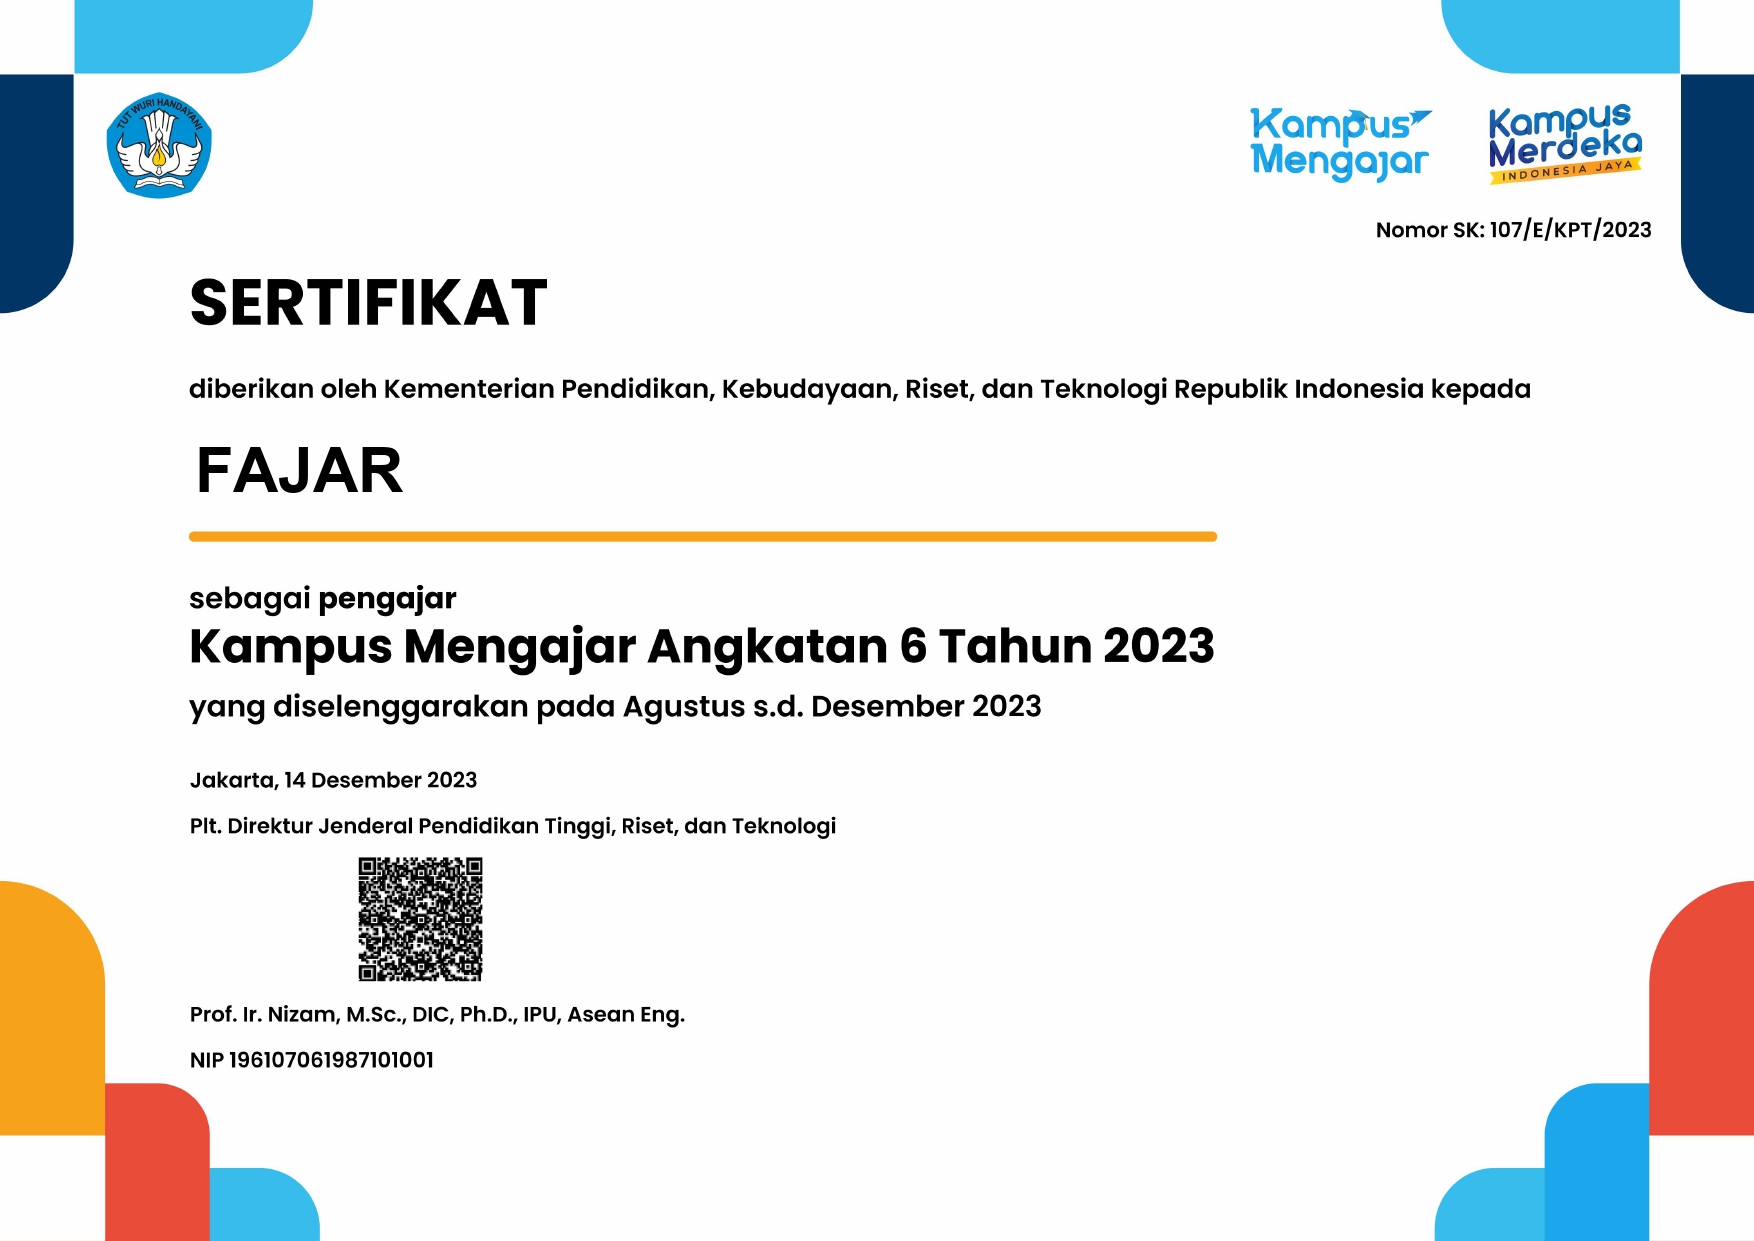 TUT WURI HANDAYANI
Kampus
Mengajar
Kampus
Merdeka
INDONESIA JAYA
Nomor SK: 107/E/KPT/2023
SERTIFIKAT
diberikan oleh Kementerian Pendidikan, Kebudayaan, Riset, dan Teknologi Republik Indonesia kepada
FAJAR
sebagai pengajar
Kampus Mengajar Angkatan 6 Tahun 2023
yang diselenggarakan pada Agustus s.d. Desember 2023
Jakarta, 14 Desember 2023
Plt. Direktur Jenderal Pendidikan Tinggi, Riset, dan Teknologi
Prof. Ir. Nizam, M.Sc., DIC, Ph.D., IPU, Asean Eng.
NIP 196107061987101001